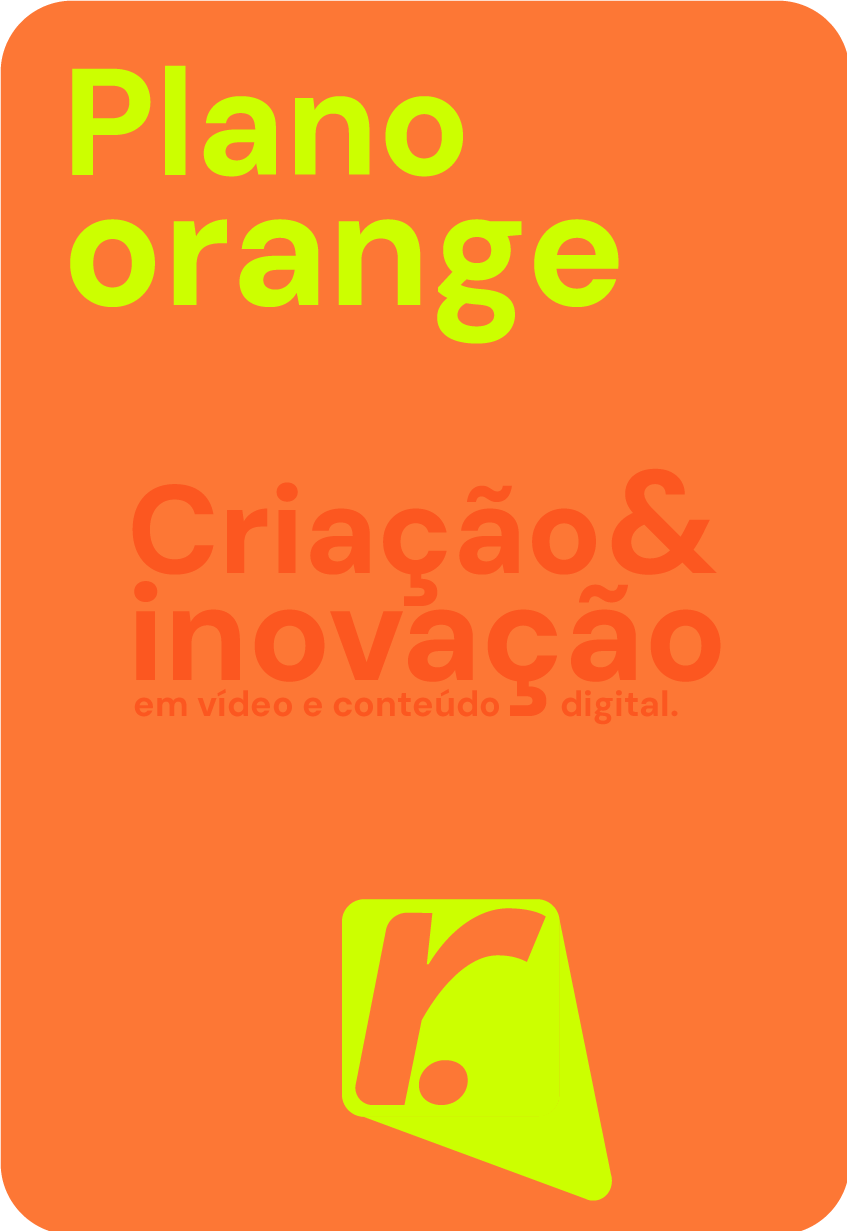 Plano
orange
Criação&
inovação
em vídeo e conteúdo digital.
r.